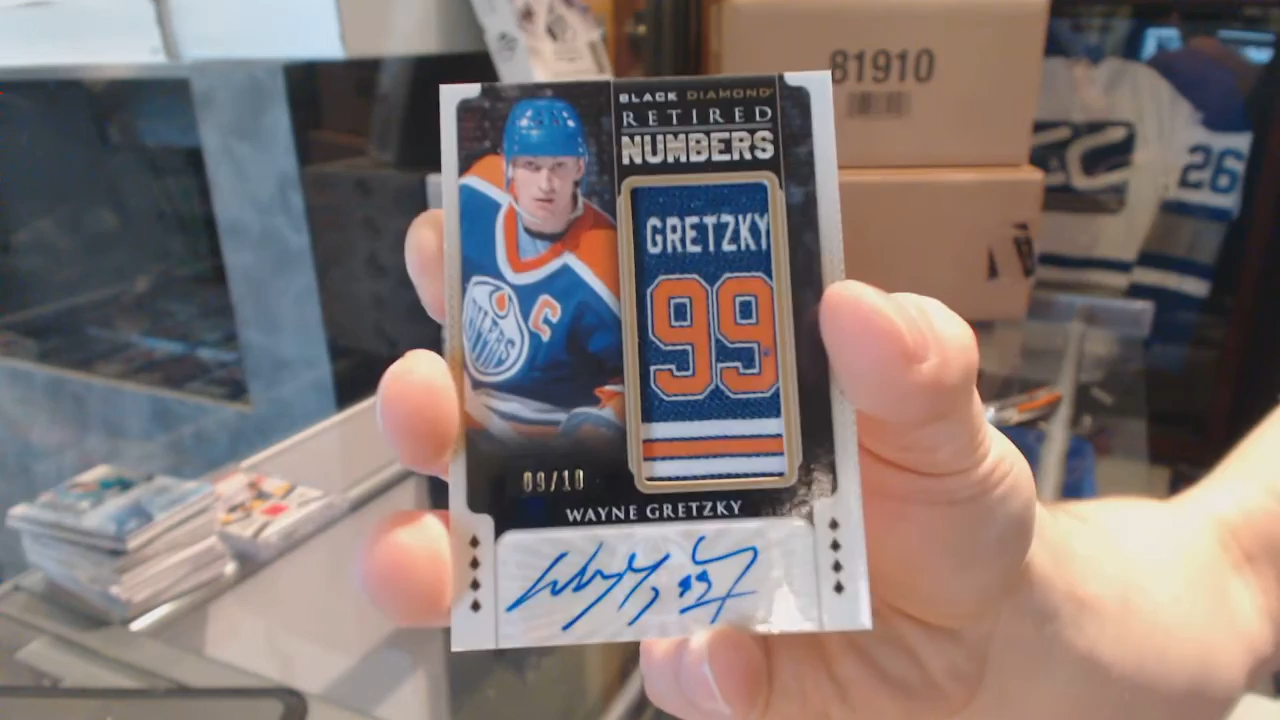 81910
BLACK DIAMOND
RETIRED
NUMBERS
GRETZKY
99
C
OILERS
09/10
WAYNE GRETZKY
26